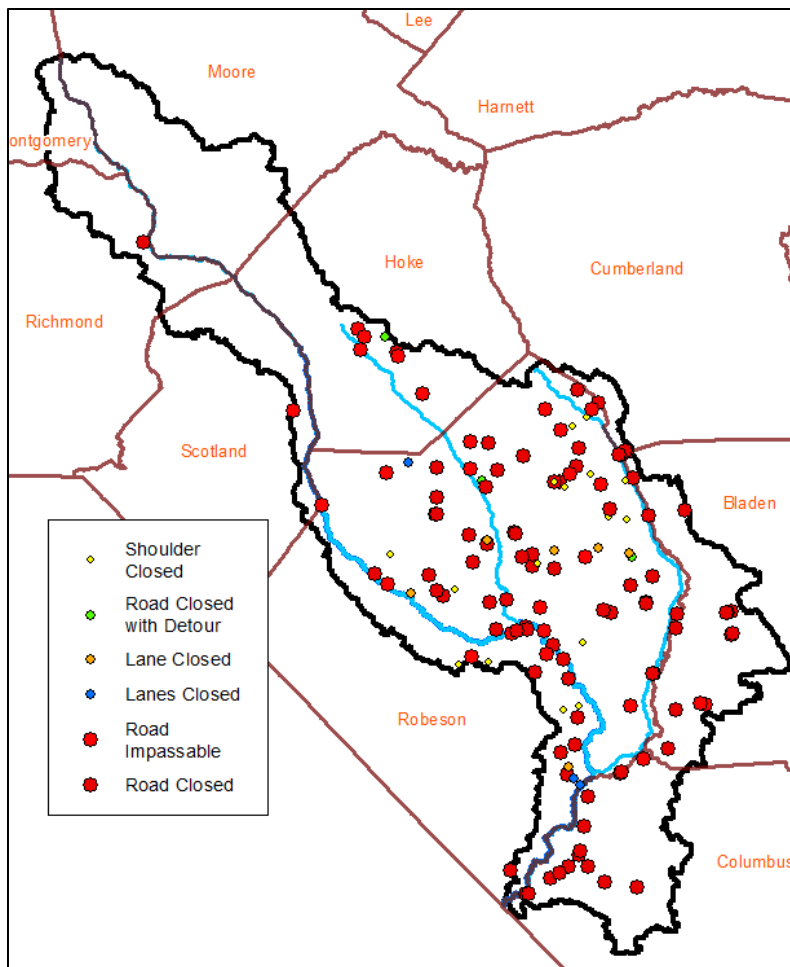 Lee
Moore
Harnett
ontgomery
Hoke
Cumberland
Richmond
Scotland
Bladen
Shoulder
Closed
Road Closed
with Detour
Lane Closed
Lanes Closed
Road
Impassable
Road Closed
Robeson
Columbus